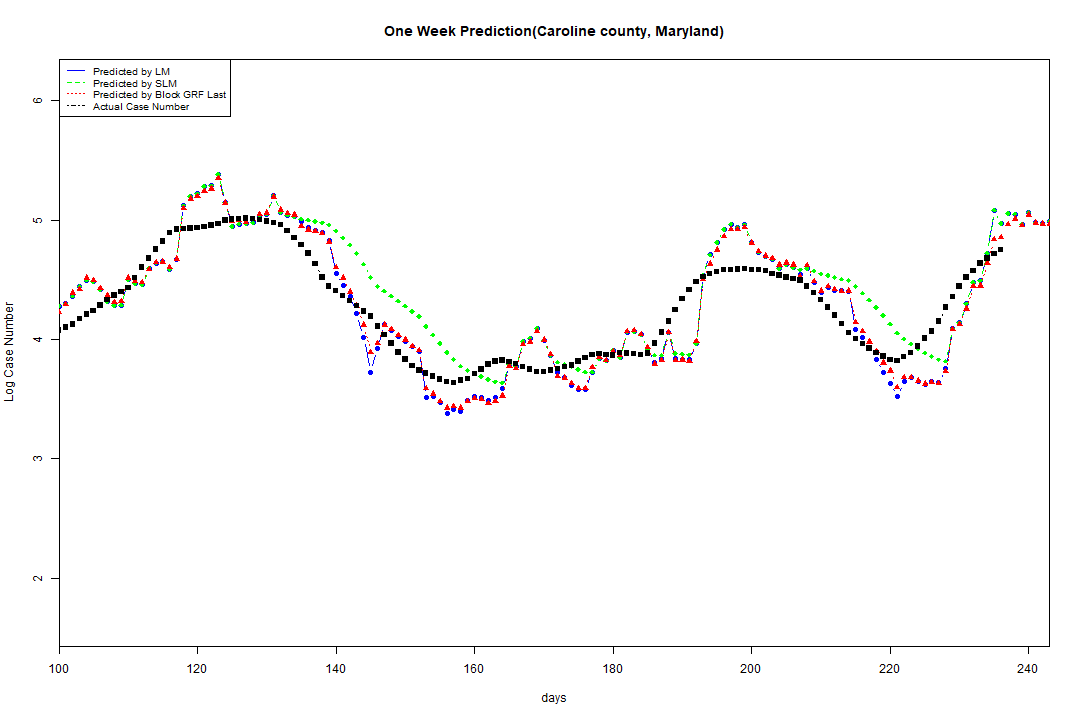 One Week Prediction(Caroline county, Maryland)
Predicted by LM
Predicted by SLM
Predicted by Block GRF Last
Actual Case Number
6
5
4
3
2
Log Case Number
100 120 140 160 180 200 220 240
days